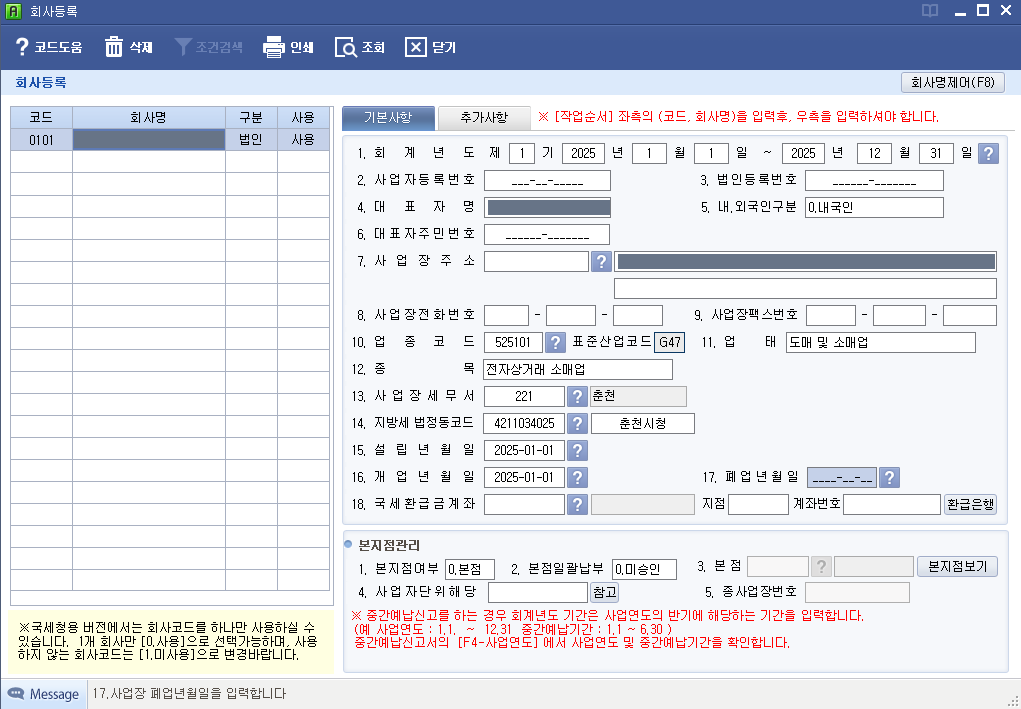 회사등록
코드도움 삭제 조건검색 인쇄 조회 닫기
회사등록 회사명제어(F8)
코드 회사명 구분 사용
0101 법인 사용
※국세청용 버전에서는 회사코드를 하나만 사용하실 수
있습니다. 1개 회사만 [0.사용]으로 선택가능하며, 사용
하지 않는 회사코드는 [1.미사용]으로 변경바랍니다.
기본사항 추가사항 ※ [작업순서] 좌측의 (코드, 회사명)을 입력후, 우측을 입력하셔야 합니다.
1. 회 계 년 도 제 1 기 2025 년 1 월 1 일 ~ 2025 년 12 월 31 일 ?
2. 사업자등록번호 ___-__-_____ 3. 법인등록번호 ______-_______
4. 대 표 자 명 5. 내.외국인구분 0.내국인
6. 대표자주민번호 ______-_______
7. 사 업 장 주 소 ?
8. 사업장전화번호 - - 9. 사업장팩스번호 - -
10. 업 종 코 드 525101 ? 표준산업코드 G47 11. 업 태 도매 및 소매업
12. 종 목 전자상거래 소매업
13. 사 업 장 세 무 서 221 ? 춘천
14. 지방세 법정동코드 4211034025 ? 춘천시청
15. 설 립 년 월 일 2025-01-01 ?
16. 개 업 년 월 일 2025-01-01 ? 17. 폐 업 년 월 일 ____-__-__ ?
18. 국 세 환 급 금 계 좌 ? 지점 계좌번호 환급은행
본지점관리
1. 본지점여부 0.본점 2. 본점일괄납부 0.미승인 3. 본 점 ? 본지점보기
4. 사업자단위해당 참고 5. 종사업장번호
※ 중간예납신고를 하는 경우 회계년도 기간은 사업연도의 반기에 해당하는 기간을 입력합니다.
(예 사업연도 : 1.1. ~ 12.31 중간예납기간 : 1.1 ~ 6.30 )
중간예납신고서의 [F4-사업연도] 에서 사업연도 및 중간예납기간을 확인합니다.
Message 17.사업장 폐업년월일을 입력합니다